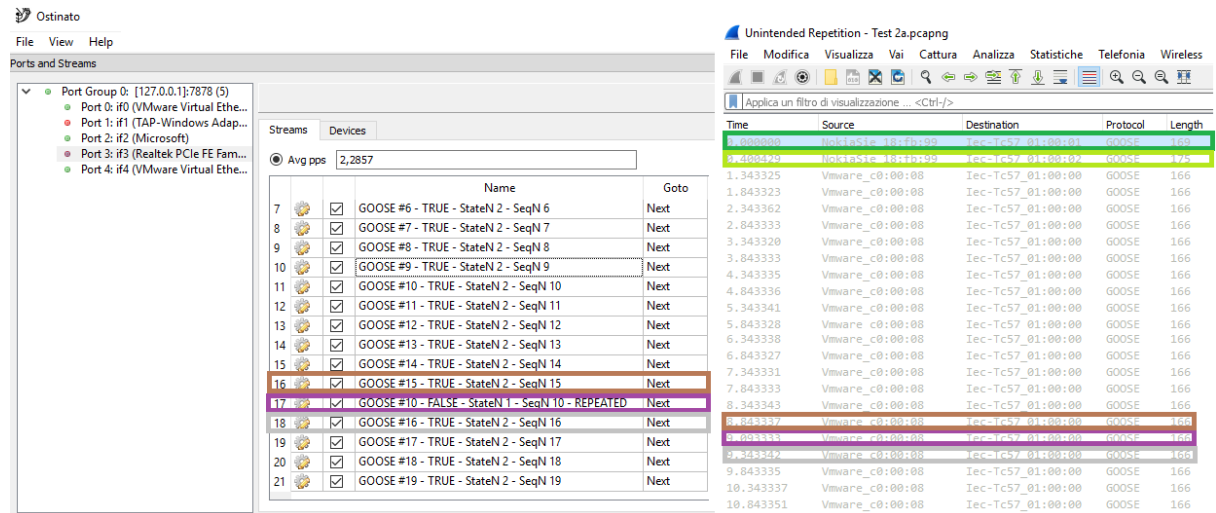 Ostinato
File View Help
Ports and Streams
Port Group 0: [127.0.0.1]:7878 (5)
Port 0: if0 (VMware Virtual Ethe...
Port 1: if1 (TAP-Windows Adap...
Port 2: if2 (Microsoft)
Port 3: if3 (Realtek PCIe FE Fam...
Port 4: if4 (VMware Virtual Ethe...
Streams Devices
Avg pps 2,2857
Name Goto
7 GOOSE #6 - TRUE - StateN 2 - SeqN 6 Next
8 GOOSE #7 - TRUE - StateN 2 - SeqN 7 Next
9 GOOSE #8 - TRUE - StateN 2 - SeqN 8 Next
10 GOOSE #9 - TRUE - StateN 2 - SeqN 9 Next
11 GOOSE #10 - TRUE - StateN 2 - SeqN 10 Next
12 GOOSE #11 - TRUE - StateN 2 - SeqN 11 Next
13 GOOSE #12 - TRUE - StateN 2 - SeqN 12 Next
14 GOOSE #13 - TRUE - StateN 2 - SeqN 13 Next
15 GOOSE #14 - TRUE - StateN 2 - SeqN 14 Next
16 GOOSE #15 - TRUE - StateN 2 - SeqN 15 Next
17 GOOSE #10 - FALSE - StateN 1 - SeqN 10 - REPEATED Next
18 GOOSE #16 - TRUE - StateN 2 - SeqN 16 Next
19 GOOSE #17 - TRUE - StateN 2 - SeqN 17 Next
20 GOOSE #18 - TRUE - StateN 2 - SeqN 18 Next
21 GOOSE #19 - TRUE - StateN 2 - SeqN 19 Next
Unintended Repetition - Test 2a.pcapng
File Modifica Visualizza Vai Cattura Analizza Statistiche Telefonia Wireless
Applica un filtro di visualizzazione ... <Ctrl-/>
Time Source Destination Protocol Length
0.000000 NokiaSie_18:fb:99 Iec-Tc57_01:00:01 GOOSE 169
0.400429 NokiaSie_18:fb:99 Iec-Tc57_01:00:02 GOOSE 175
1.343325 Vmware_c0:00:08 Iec-Tc57_01:00:00 GOOSE 166
1.843323 Vmware_c0:00:08 Iec-Tc57_01:00:00 GOOSE 166
2.343362 Vmware_c0:00:08 Iec-Tc57_01:00:00 GOOSE 166
2.843333 Vmware_c0:00:08 Iec-Tc57_01:00:00 GOOSE 166
3.343320 Vmware_c0:00:08 Iec-Tc57_01:00:00 GOOSE 166
3.843333 Vmware_c0:00:08 Iec-Tc57_01:00:00 GOOSE 166
4.343335 Vmware_c0:00:08 Iec-Tc57_01:00:00 GOOSE 166
4.843336 Vmware_c0:00:08 Iec-Tc57_01:00:00 GOOSE 166
5.343341 Vmware_c0:00:08 Iec-Tc57_01:00:00 GOOSE 166
5.843328 Vmware_c0:00:08 Iec-Tc57_01:00:00 GOOSE 166
6.343338 Vmware_c0:00:08 Iec-Tc57_01:00:00 GOOSE 166
6.843327 Vmware_c0:00:08 Iec-Tc57_01:00:00 GOOSE 166
7.343331 Vmware_c0:00:08 Iec-Tc57_01:00:00 GOOSE 166
7.843333 Vmware_c0:00:08 Iec-Tc57_01:00:00 GOOSE 166
8.343343 Vmware_c0:00:08 Iec-Tc57_01:00:00 GOOSE 166
8.843337 Vmware_c0:00:08 Iec-Tc57_01:00:00 GOOSE 166
9.093333 Vmware_c0:00:08 Iec-Tc57_01:00:00 GOOSE 166
9.343342 Vmware_c0:00:08 Iec-Tc57_01:00:00 GOOSE 166
9.843335 Vmware_c0:00:08 Iec-Tc57_01:00:00 GOOSE 166
10.343337 Vmware_c0:00:08 Iec-Tc57_01:00:00 GOOSE 166
10.843351 Vmware_c0:00:08 Iec-Tc57_01:00:00 GOOSE 166